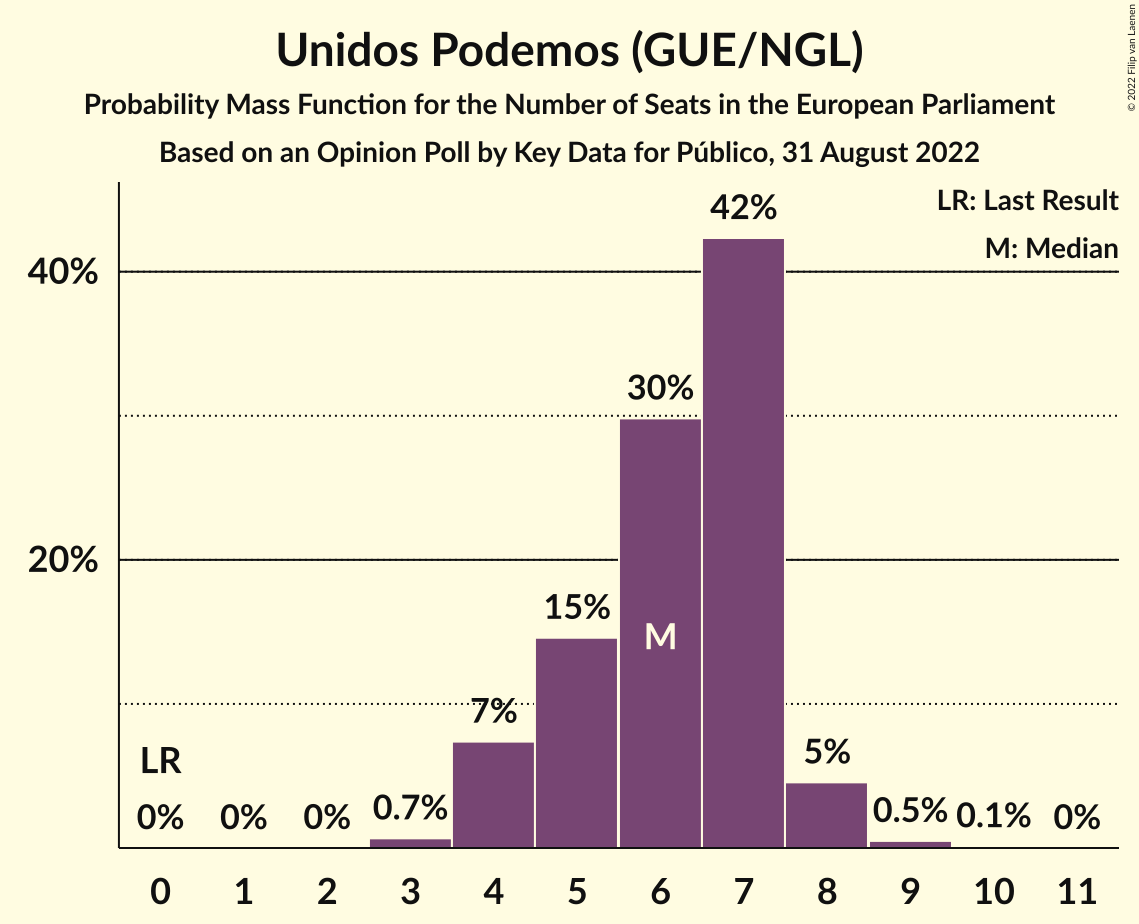 Unidos Podemos (GUE/NGL)
Probability Mass Function for the Number of Seats in the European Parliament
Based on an Opinion Poll by Key Data for Público, 31 August 2022
© 2022 Filip van Laenen
LR: Last Result
M: Median
42%
40%
30%
20%
15%
M
7%
LR
5%
0% 0% 0% 0.7% 0.5% 0.1% 0%
0 1 2 3 4 5 6 7 8 9 10 11